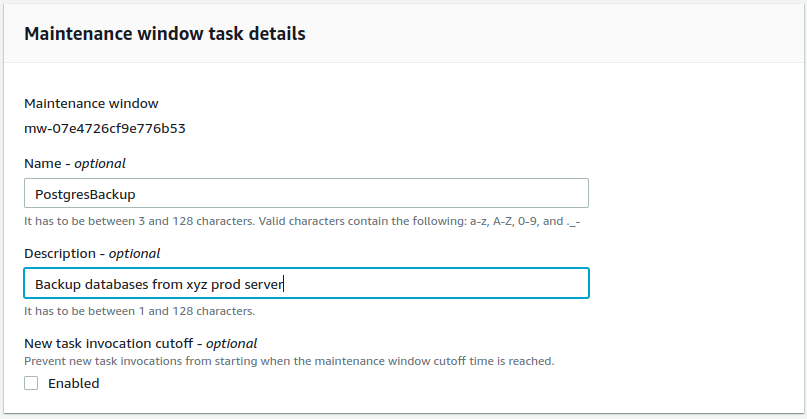 Maintenance window task details
Maintenance window
mw-07e4726cf9e776b53
Name - optional
PostgresBackup
It has to be between 3 and 128 characters. Valid characters contain the following: a-z, A-Z, 0-9, and ._-
Description - optional
Backup databases from xyz prod server
It has to be between 1 and 128 characters.
New task invocation cutoff - optional
Prevent new task invocations from starting when the maintenance window cutoff time is reached.
Enabled